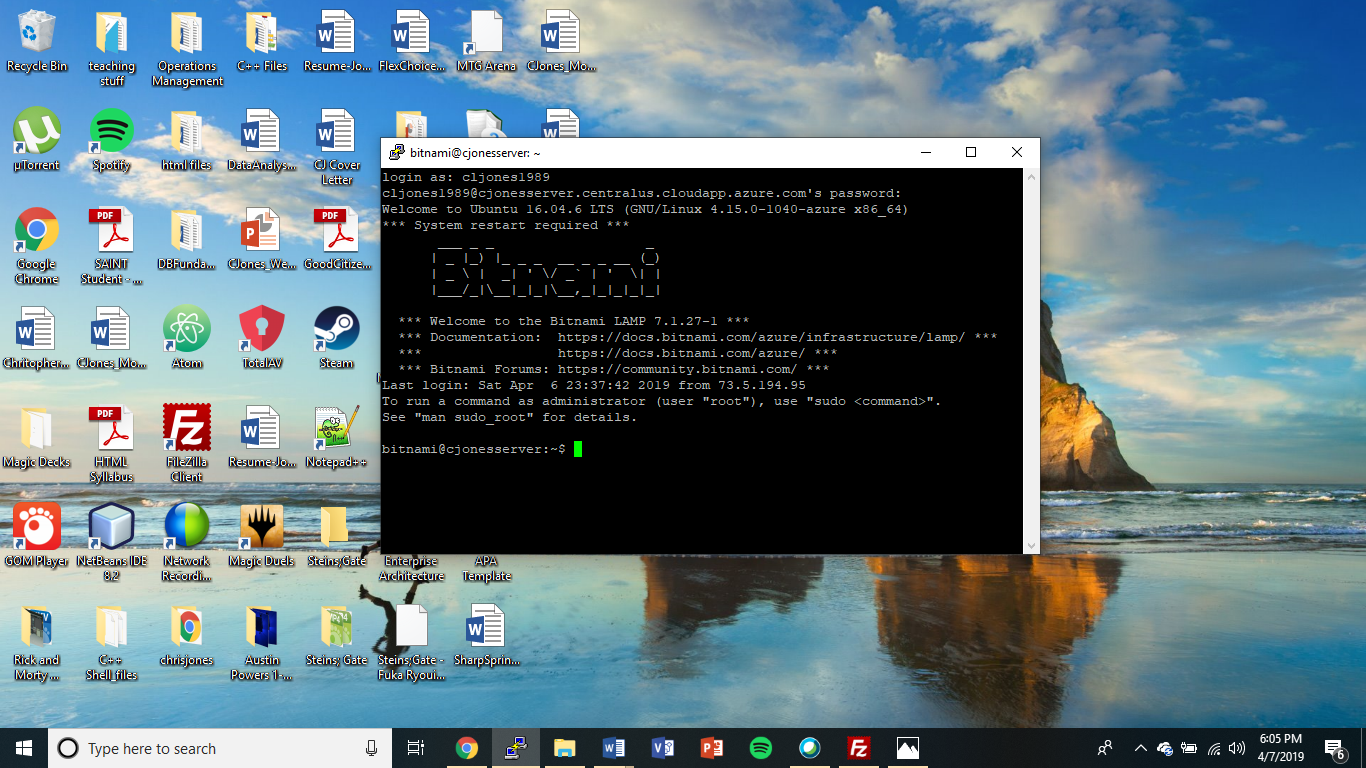 Recycle Bin
teaching
stuff
Operations
Management
C++ Files
Resume-Jo...
FlexChoice...
MTG Arena
CJones_Mo...
µTorrent
Spotify
html files
DataAnalys...
CJ Cover
Letter
Google
Chrome
PDF
SAINT
Student - ...
DBFunda...
CJones_We...
PDF
GoodCitize...
Chritopher...
CJones_Mo...
Atom
TotalAV
Steam
Magic Decks
PDF
HTML
Syllabus
FileZilla
Client
Resume-Jo...
Notepad++
GOM Player
NetBeans IDE
8.2
Network
Recordi...
Magic Duels
Steins;Gate
Enterprise
Architecture
APA
Template
Rick and
Morty ...
C++
Shell_files
chrisjones
Austin
Powers 1-...
Steins; Gate
Steins;Gate -
Fuka Ryoui...
SharpSprin...
bitnami@cjonesserver: ~
login as: cljones1989
cljones1989@cjonesserver.centralus.cloudapp.azure.com's password:
Welcome to Ubuntu 16.04.6 LTS (GNU/Linux 4.15.0-1040-azure x86_64)
*** System restart required ***
Bitnami
*** Welcome to the Bitnami LAMP 7.1.27-1 ***
*** Documentation:  https://docs.bitnami.com/azure/infrastructure/lamp/ ***
***                 https://docs.bitnami.com/azure/ ***
*** Bitnami Forums: https://community.bitnami.com/ ***
Last login: Sat Apr  6 23:37:42 2019 from 73.5.194.95
To run a command as administrator (user "root"), use "sudo <command>".
See "man sudo_root" for details.
bitnami@cjonesserver:~$
Type here to search
6:05 PM
4/7/2019
6